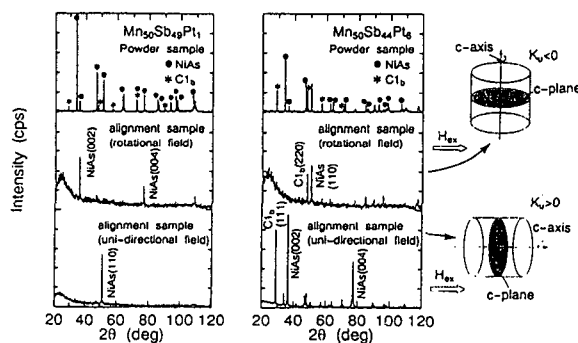 Mn50Sb49Pt1
Powder sample
● NiAs
* C1b
NiAs(002)
alignment sample
(rotational field)
NiAs(004)
alignment sample
(uni-directional field)
NiAs(110)
20 40 60 80 100 120
2θ (deg)
Intensity (cps)
Mn50Sb44Pt6
Powder sample
● NiAs
* C1b
alignment sample
(rotational field)
C1b(220)
NiAs
(110)
alignment sample
(uni-directional field)
C1b
(111)
NiAs(002)
NiAs(004)
20 40 60 80 100 120
2θ (deg)
c-axis
Ku<0
c-plane
Hex
Ku>0
c-axis
Hex
c-plane